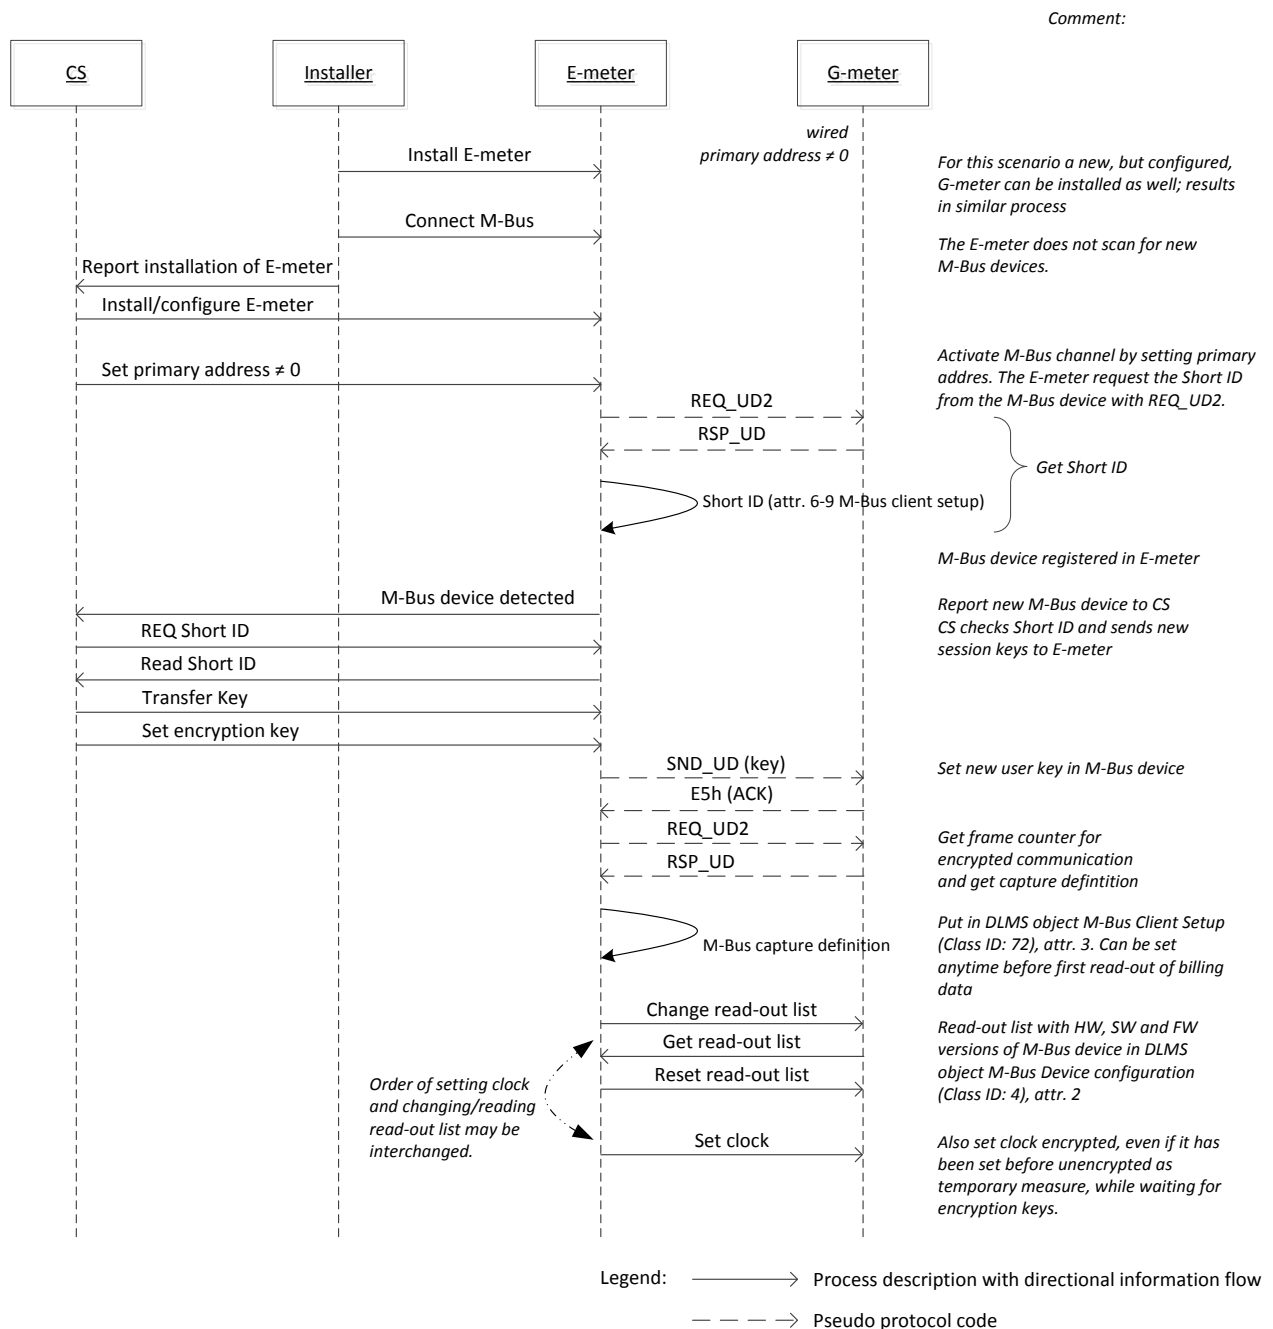 Comment:
CS
Installer
E-meter
G-meter
wired
primary address ≠ 0
Install E-meter
For this scenario a new, but configured,
G-meter can be installed as well; results
in similar process
Connect M-Bus
The E-meter does not scan for new
M-Bus devices.
Report installation of E-meter
Install/configure E-meter
Set primary address ≠ 0
Activate M-Bus channel by setting primary
addres. The E-meter request the Short ID
from the M-Bus device with REQ_UD2.
REQ_UD2
RSP_UD
Get Short ID
Short ID (attr. 6-9 M-Bus client setup)
M-Bus device registered in E-meter
M-Bus device detected
Report new M-Bus device to CS
CS checks Short ID and sends new
session keys to E-meter
REQ Short ID
Read Short ID
Transfer Key
Set encryption key
SND_UD (key)
Set new user key in M-Bus device
E5h (ACK)
REQ_UD2
RSP_UD
Get frame counter for
encrypted communication
and get capture defintition
M-Bus capture definition
Put in DLMS object M-Bus Client Setup
(Class ID: 72), attr. 3. Can be set
anytime before first read-out of billing
data
Change read-out list
Get read-out list
Reset read-out list
Read-out list with HW, SW and FW
versions of M-Bus device in DLMS
object M-Bus Device configuration
(Class ID: 4), attr. 2
Order of setting clock
and changing/reading
read-out list may be
interchanged.
Set clock
Also set clock encrypted, even if it has
been set before unencrypted as
temporary measure, while waiting for
encryption keys.
Legend:
Process description with directional information flow
Pseudo protocol code